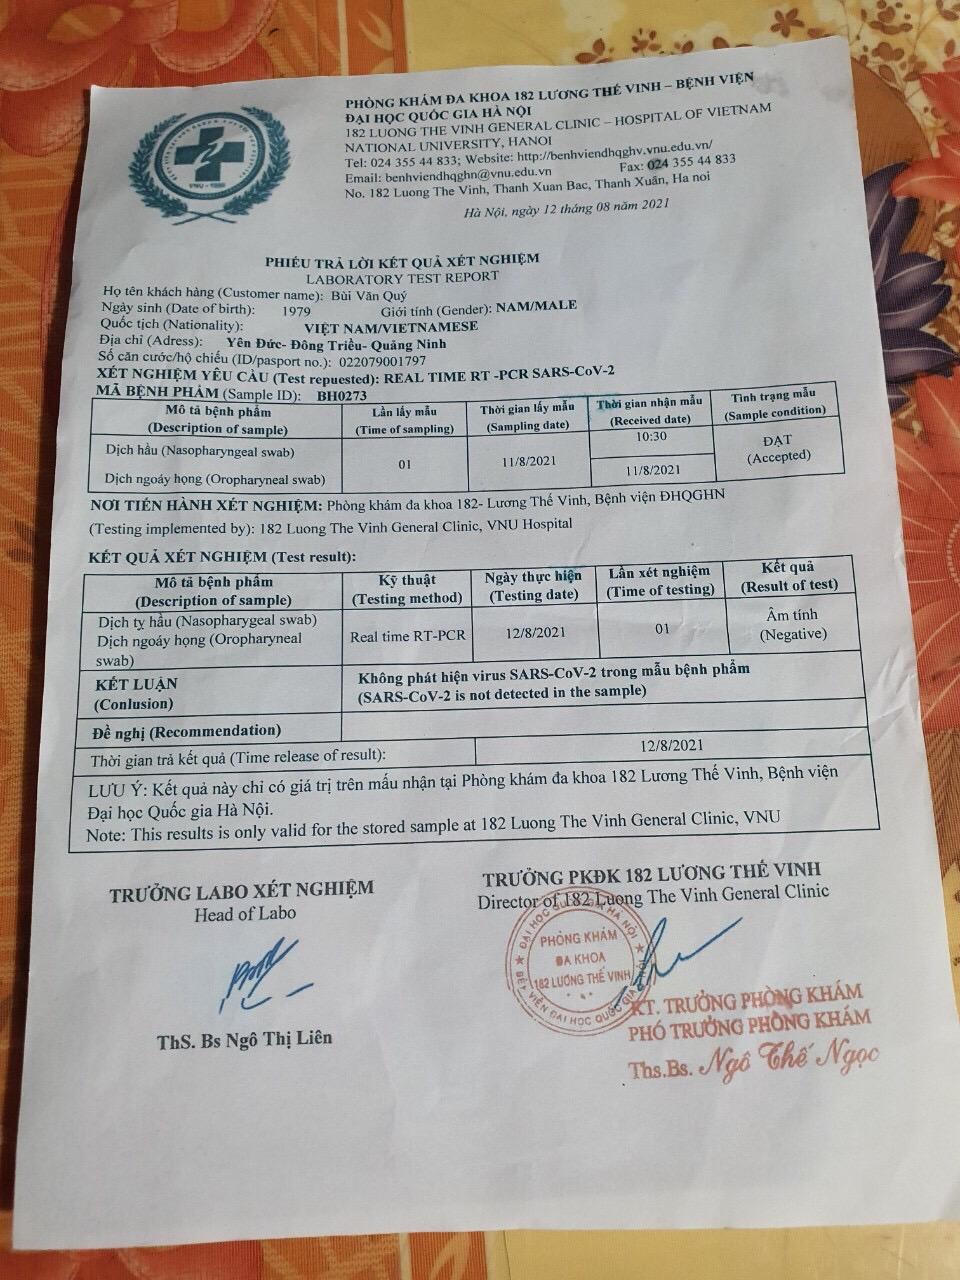 PHÒNG KHÁM ĐA KHOA 182 LƯƠNG THẾ VINH – BỆNH VIỆN
ĐẠI HỌC QUỐC GIA HÀ NỘI
182 LUONG THE VINH GENERAL CLINIC – HOSPITAL OF VIETNAM
NATIONAL UNIVERSITY, HANOI
Tel: 024 355 44 833; Website: http://benhviendhqghv.vnu.edu.vn/
Email: benhviendhqghn@vnu.edu.vn Fax: 024 355 44 833
No. 182 Luong The Vinh, Thanh Xuan Bac, Thanh Xuân, Ha noi
Hà Nội, ngày 12 tháng 08 năm 2021
PHIẾU TRẢ LỜI KẾT QUẢ XÉT NGHIỆM
LABORATORY TEST REPORT
Họ tên khách hàng (Customer name): Bùi Văn Quý
Ngày sinh (Date of birth): 1979 Giới tính (Gender): NAM/MALE
Quốc tịch (Nationality): VIỆT NAM/VIETNAMESE
Địa chỉ (Adress): Yên Đức- Đông Triều- Quảng Ninh
Số căn cước/hộ chiếu (ID/pasport no.): 022079001797
XÉT NGHIỆM YÊU CẦU (Test repuested): REAL TIME RT -PCR SARS-CoV-2
MÃ BỆNH PHẨM (Sample ID): BH0273
Mô tả bệnh phẩm Lần lấy mẫu Thời gian lấy mẫu Thời gian nhận mẫu Tình trạng mẫu
(Description of sample) (Time of sampling) (Sampling date) (Received date) (Sample condition)
Dịch hầu (Nasopharyngeal swab) 01 11/8/2021 10:30 ĐẠT
Dịch ngoáy họng (Oropharyneal swab) 11/8/2021 (Accepted)
NƠI TIẾN HÀNH XÉT NGHIỆM: Phòng khám đa khoa 182- Lương Thế Vinh, Bệnh viện ĐHQGHN
(Testing implemented by): 182 Luong The Vinh General Clinic, VNU Hospital
KẾT QUẢ XÉT NGHIỆM (Test result):
Mô tả bệnh phẩm Kỹ thuật Ngày thực hiện Lần xét nghiệm Kết quả
(Description of sample) (Testing method) (Testing date) (Time of testing) (Result of test)
Dịch tỵ hầu (Nasopharygeal swab) Âm tính
Dịch ngoáy họng (Oropharyneal Real time RT-PCR 12/8/2021 01 (Negative)
swab)
KẾT LUẬN Không phát hiện virus SARS-CoV-2 trong mẫu bệnh phẩm
(Conlusion) (SARS-CoV-2 is not detected in the sample)
Đề nghị (Recommendation)
Thời gian trả kết quả (Time release of result): 12/8/2021
LƯU Ý: Kết quả này chỉ có giá trị trên mấu nhận tại Phòng khám đa khoa 182 Lương Thế Vinh, Bệnh viện
Đại học Quốc gia Hà Nội.
Note: This results is only valid for the stored sample at 182 Luong The Vinh General Clinic, VNU
TRƯỞNG LABO XÉT NGHIỆM
Head of Labo
ThS. Bs Ngô Thị Liên
TRƯỞNG PKĐK 182 LƯƠNG THẾ VINH
Director of 182 Luong The Vinh General Clinic
PHÒNG KHÁM
ĐA KHOA
182 LƯƠNG THẾ VINH
KT. TRƯỞNG PHÒNG KHÁM
PHÓ TRƯỞNG PHÒNG KHÁM
Ths.Bs. Ngô Thế Ngọc